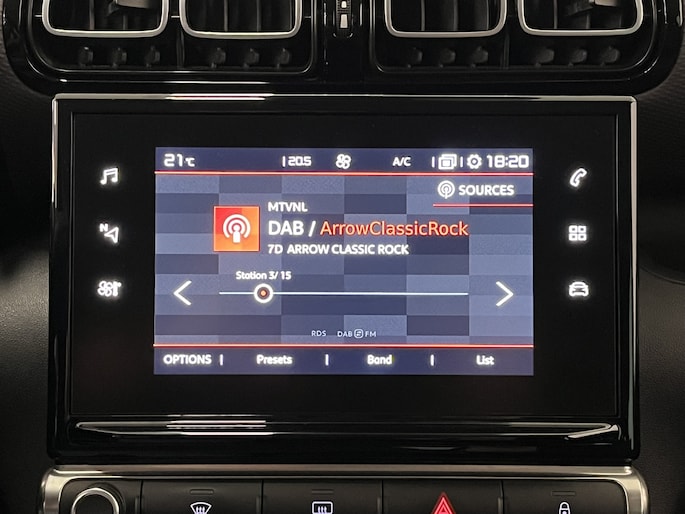 21°C 20.5 A/C 18:20
SOURCES
MTVNL
DAB / ArrowClassicRock
7D ARROW CLASSIC ROCK
Station 3/ 15
RDS DAB FM
OPTIONS Presets Band List
N